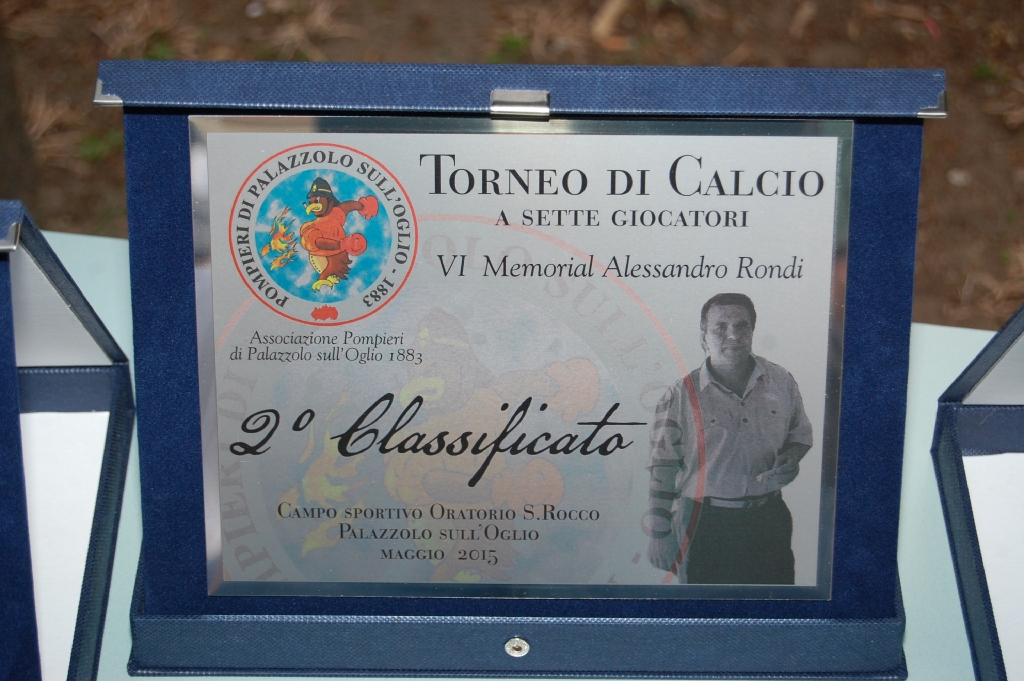 POMPIERI DI PALAZZOLO SULL'OGLIO - 1883
TORNEO DI CALCIO
A SETTE GIOCATORI
VI Memorial Alessandro Rondi
Associazione Pompieri
di Palazzolo sull'Oglio 1883
2° Classificato
CAMPO SPORTIVO ORATORIO S.ROCCO
PALAZZOLO SULL'OGLIO
MAGGIO 2015